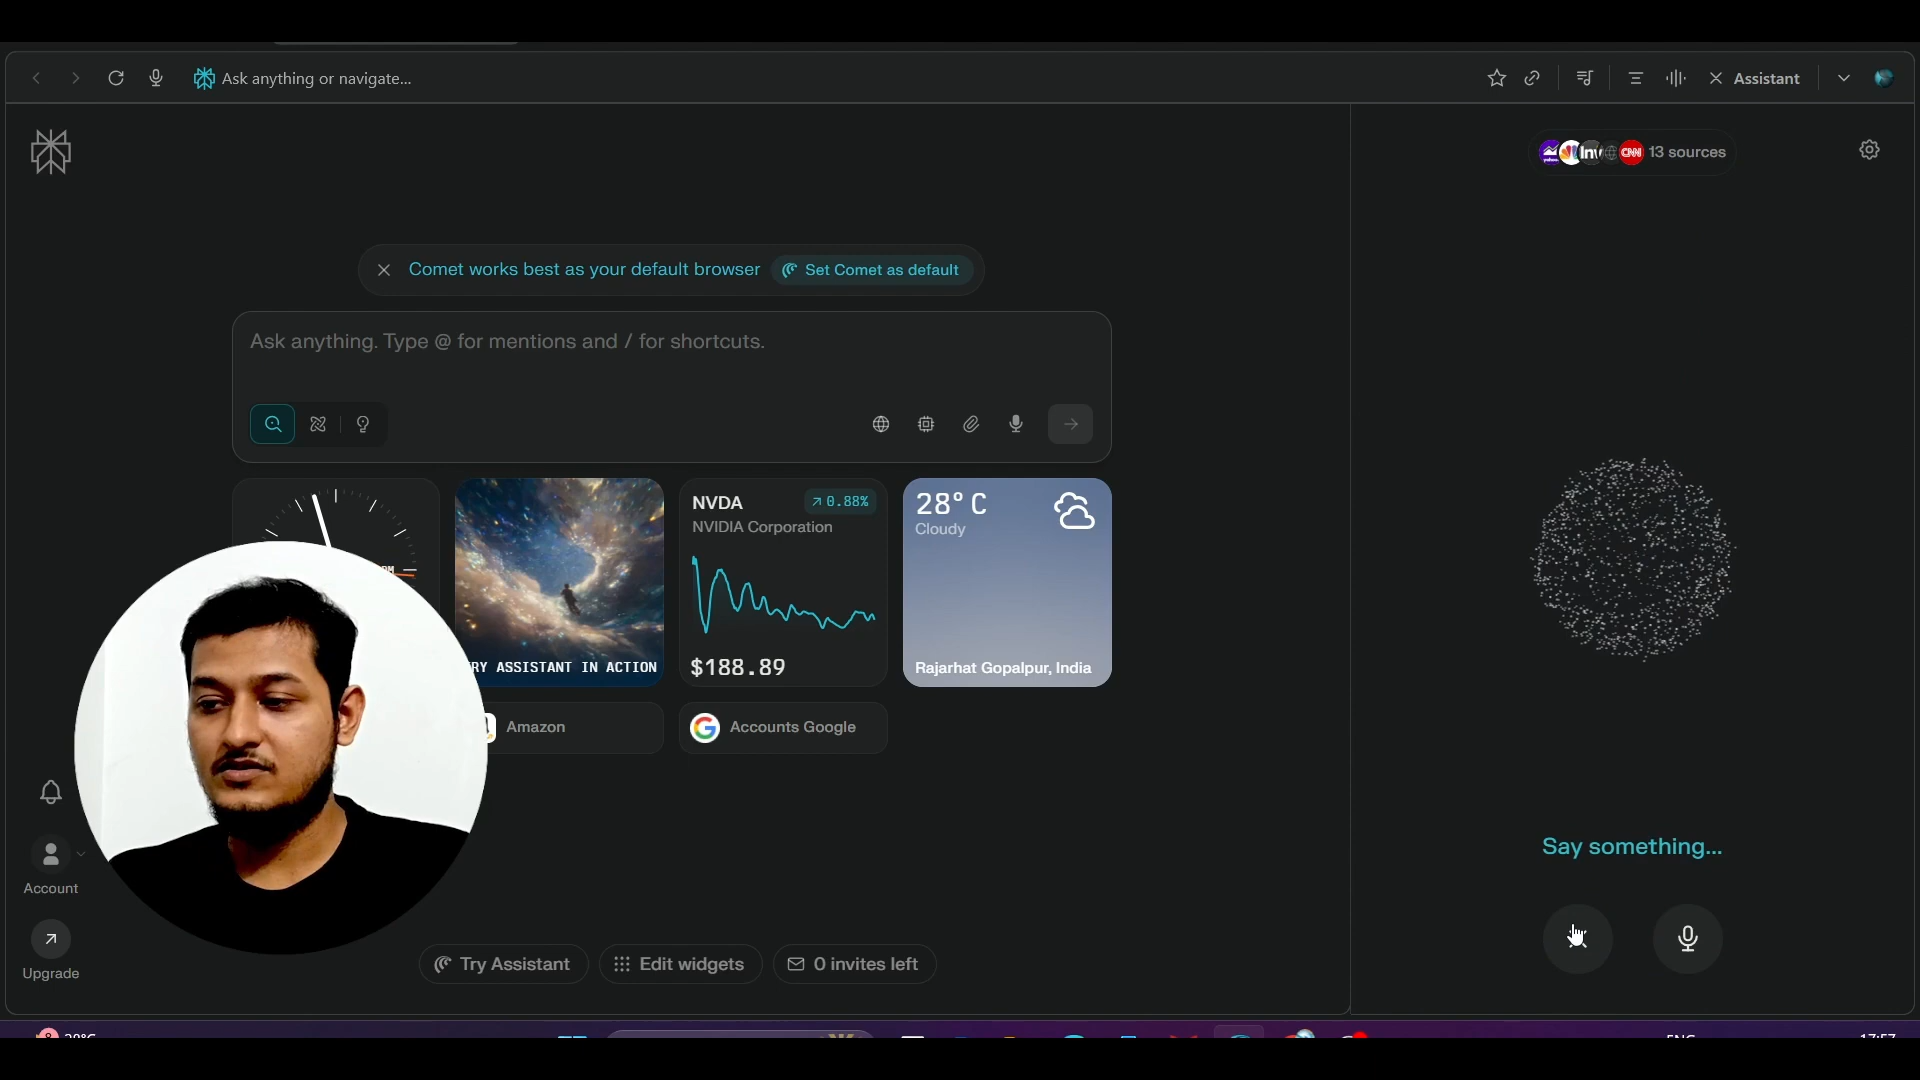 Ask anything or navigate...
Assistant
CNN 13 sources
Comet works best as your default browser
Set Comet as default
Ask anything. Type @ for mentions and / for shortcuts.
RY ASSISTANT IN ACTION
NVDA
0.88%
NVIDIA Corporation
$188.89
28° C
Cloudy
Rajarhat Gopalpur, India
Amazon
Accounts Google
Say something...
Account
Upgrade
Try Assistant
Edit widgets
0 invites left